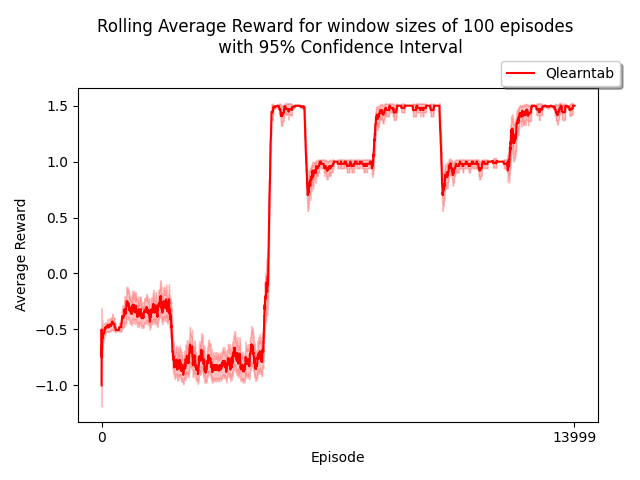 Rolling Average Reward for window sizes of 100 episodes
with 95% Confidence Interval
Qlearntab
1.5
1.0
0.5
0.0
−0.5
−1.0
Average Reward
0
13999
Episode